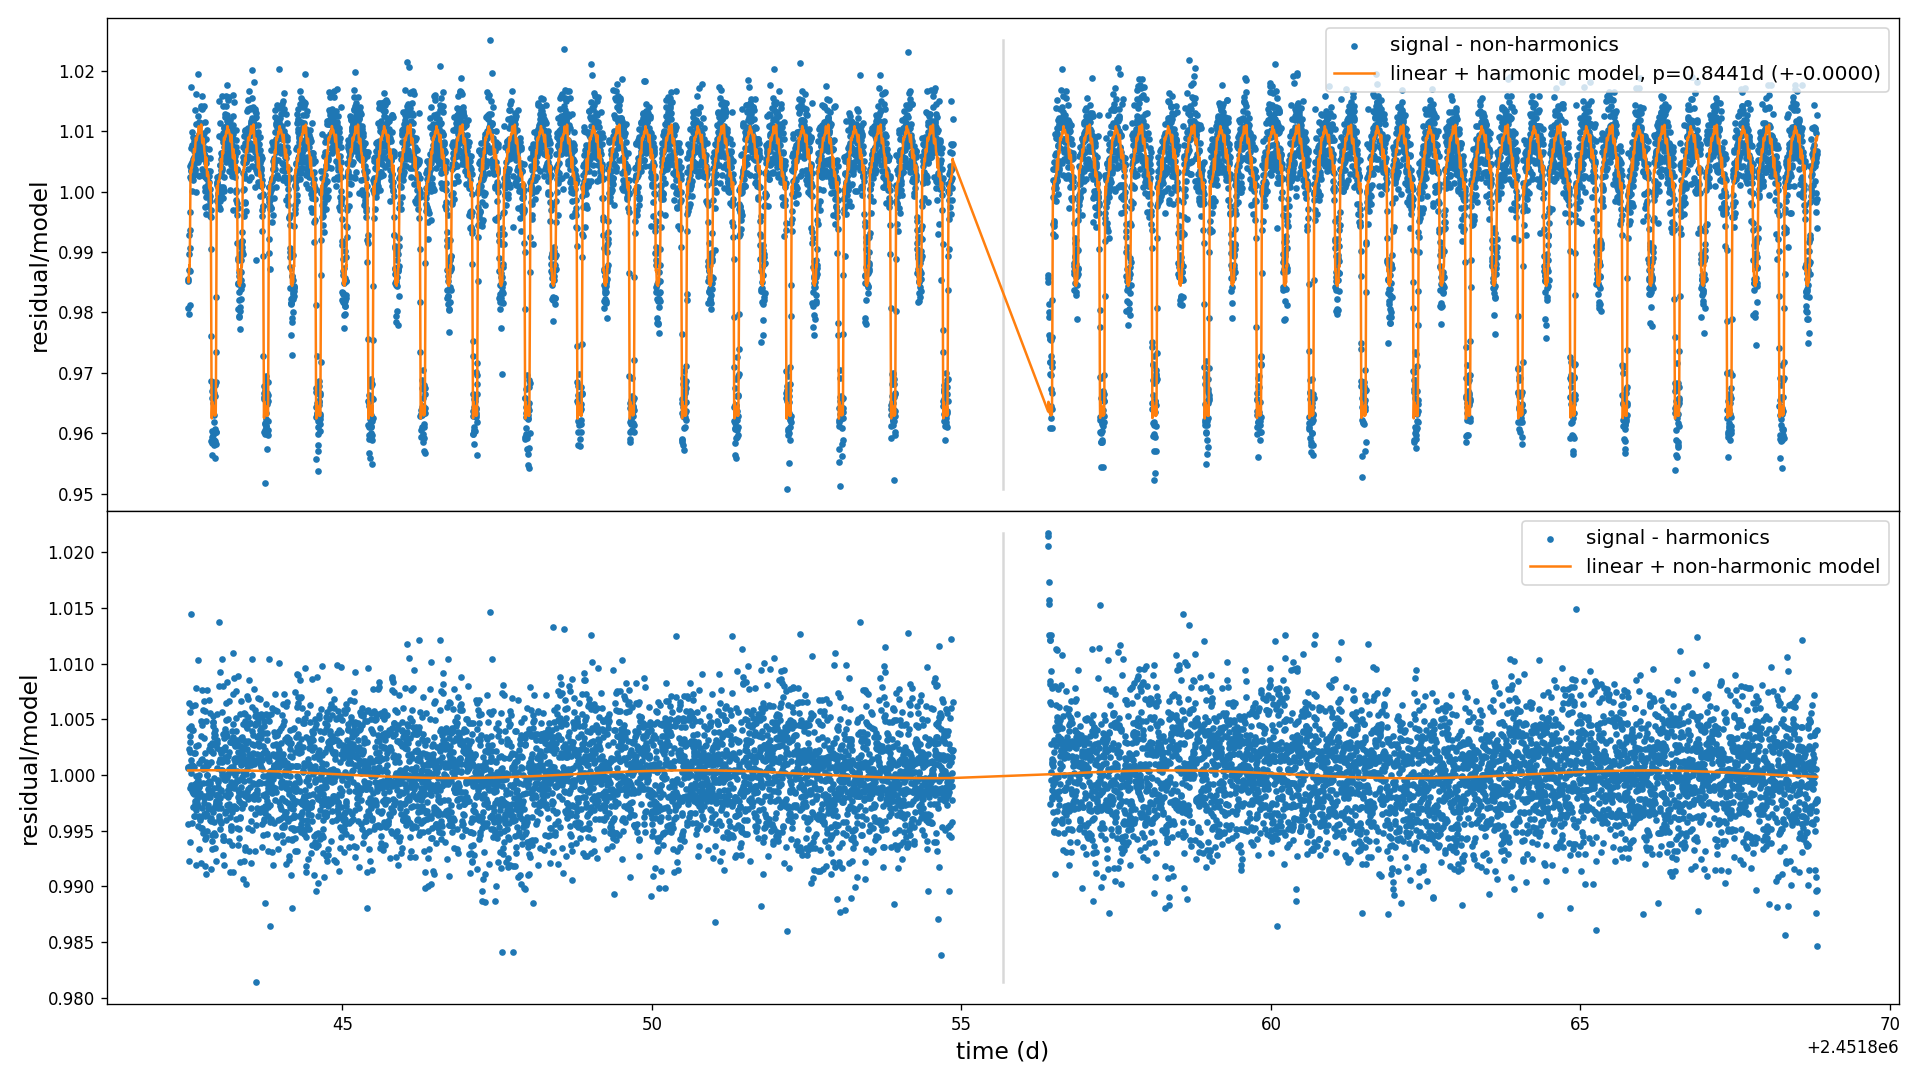 signal - non-harmonics
linear + harmonic model, p=0.8441d (+-0.0000)
1.02
1.01
1.00
0.99
0.98
0.97
0.96
0.95
residual/model
signal - harmonics
linear + non-harmonic model
1.020
1.015
1.010
1.005
1.000
0.995
0.990
0.985
0.980
residual/model
45 50 55 60 65 70
time (d)
+2.4518e6